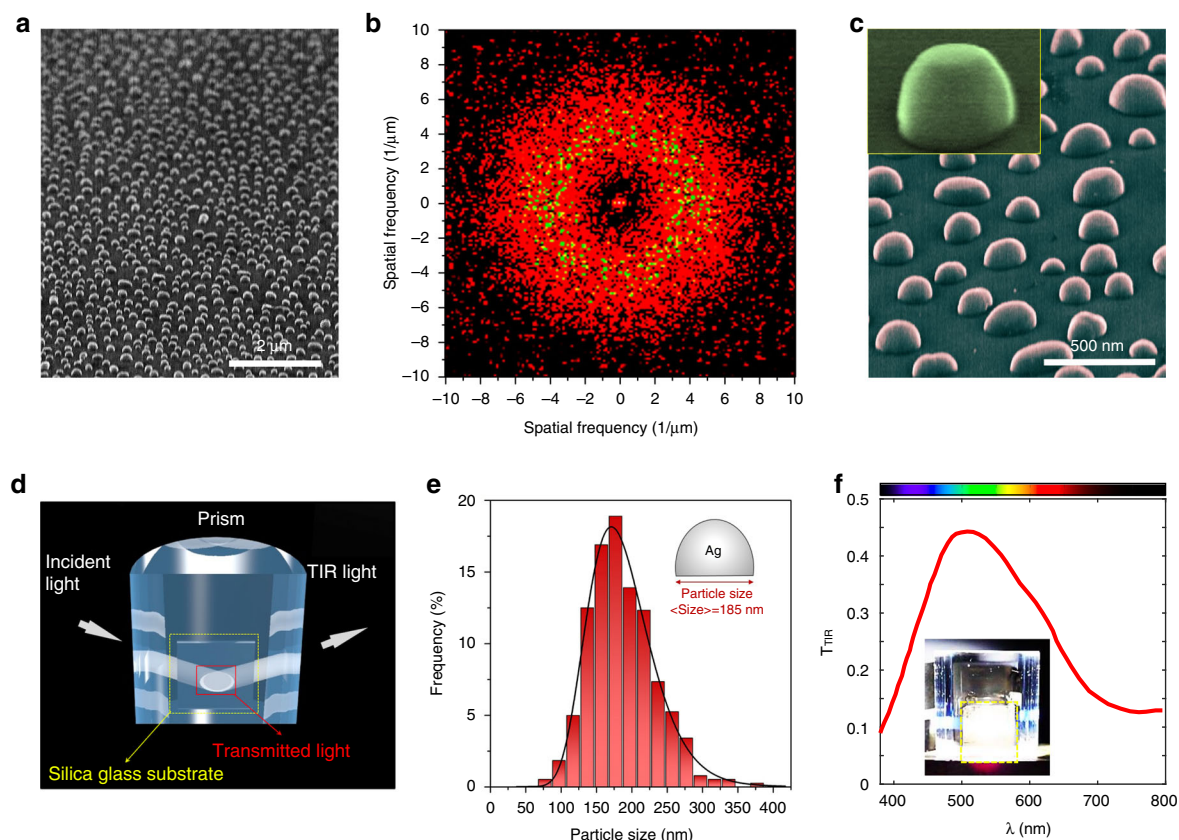 a
2 μm
b
10
8
6
4
2
0
−2
−4
−6
−8
−10
Spatial frequency (1/μm)
−10 −8 −6 −4 −2 0 2 4 6 8 10
Spatial frequency (1/μm)
c
500 nm
d
Prism
Incident
light
TIR light
Transmitted light
Silica glass substrate
e
20
15
10
5
0
Frequency (%)
Ag
Particle size
<Size>=185 nm
0 50 100 150 200 250 300 350 400
Particle size (nm)
f
0.5
0.4
0.3
0.2
0.1
0
TTIR
400 500 600 700 800
λ (nm)